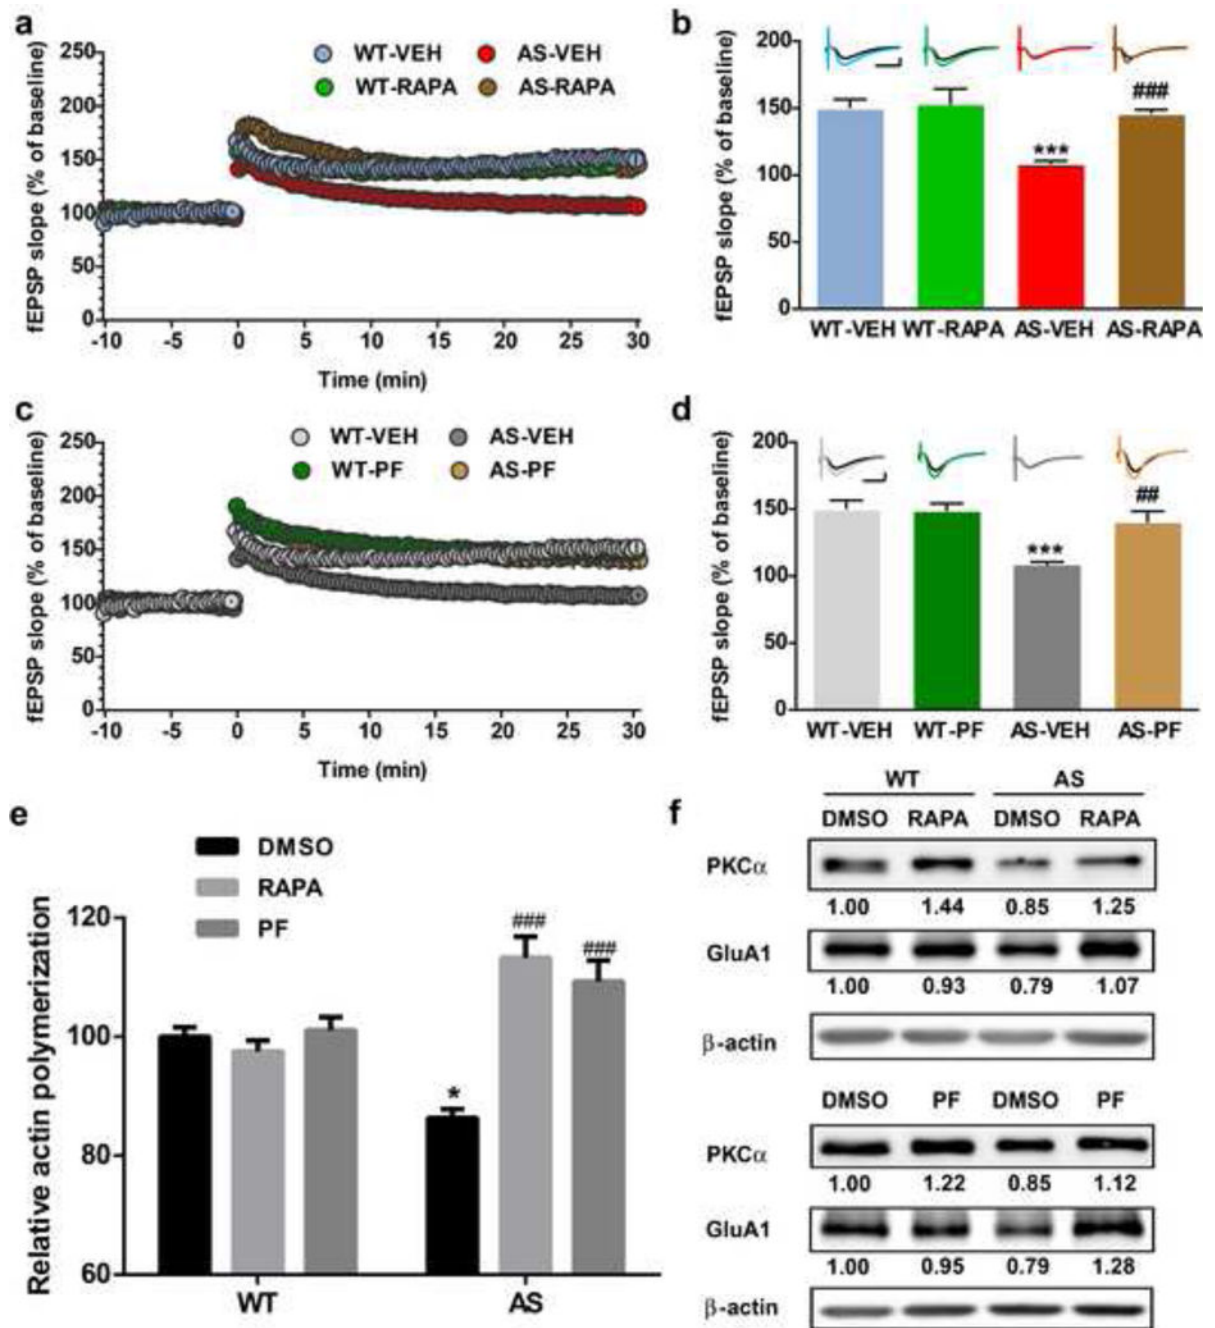 a
fEPSP slope (% of baseline)
250
200
150
100
50
0
WT-VEH AS-VEH
WT-RAPA AS-RAPA
-10 -5 0 5 10 15 20 25 30
Time (min)
b
fEPSP slope (% of baseline)
200
150
100
50
0
***
###
WT-VEH WT-RAPA AS-VEH AS-RAPA
c
fEPSP slope (% of baseline)
250
200
150
100
50
0
WT-VEH AS-VEH
WT-PF AS-PF
-10 -5 0 5 10 15 20 25 30
Time (min)
d
fEPSP slope (% of baseline)
200
150
100
50
0
***
##
WT-VEH WT-PF AS-VEH AS-PF
e
DMSO
RAPA
PF
Relative actin polymerization
120
100
80
60
*
###
###
WT AS
f
WT AS
DMSO RAPA DMSO RAPA
PKCα
1.00 1.44 0.85 1.25
GluA1
1.00 0.93 0.79 1.07
β-actin
DMSO PF DMSO PF
PKCα
1.00 1.22 0.85 1.12
GluA1
1.00 0.95 0.79 1.28
β-actin